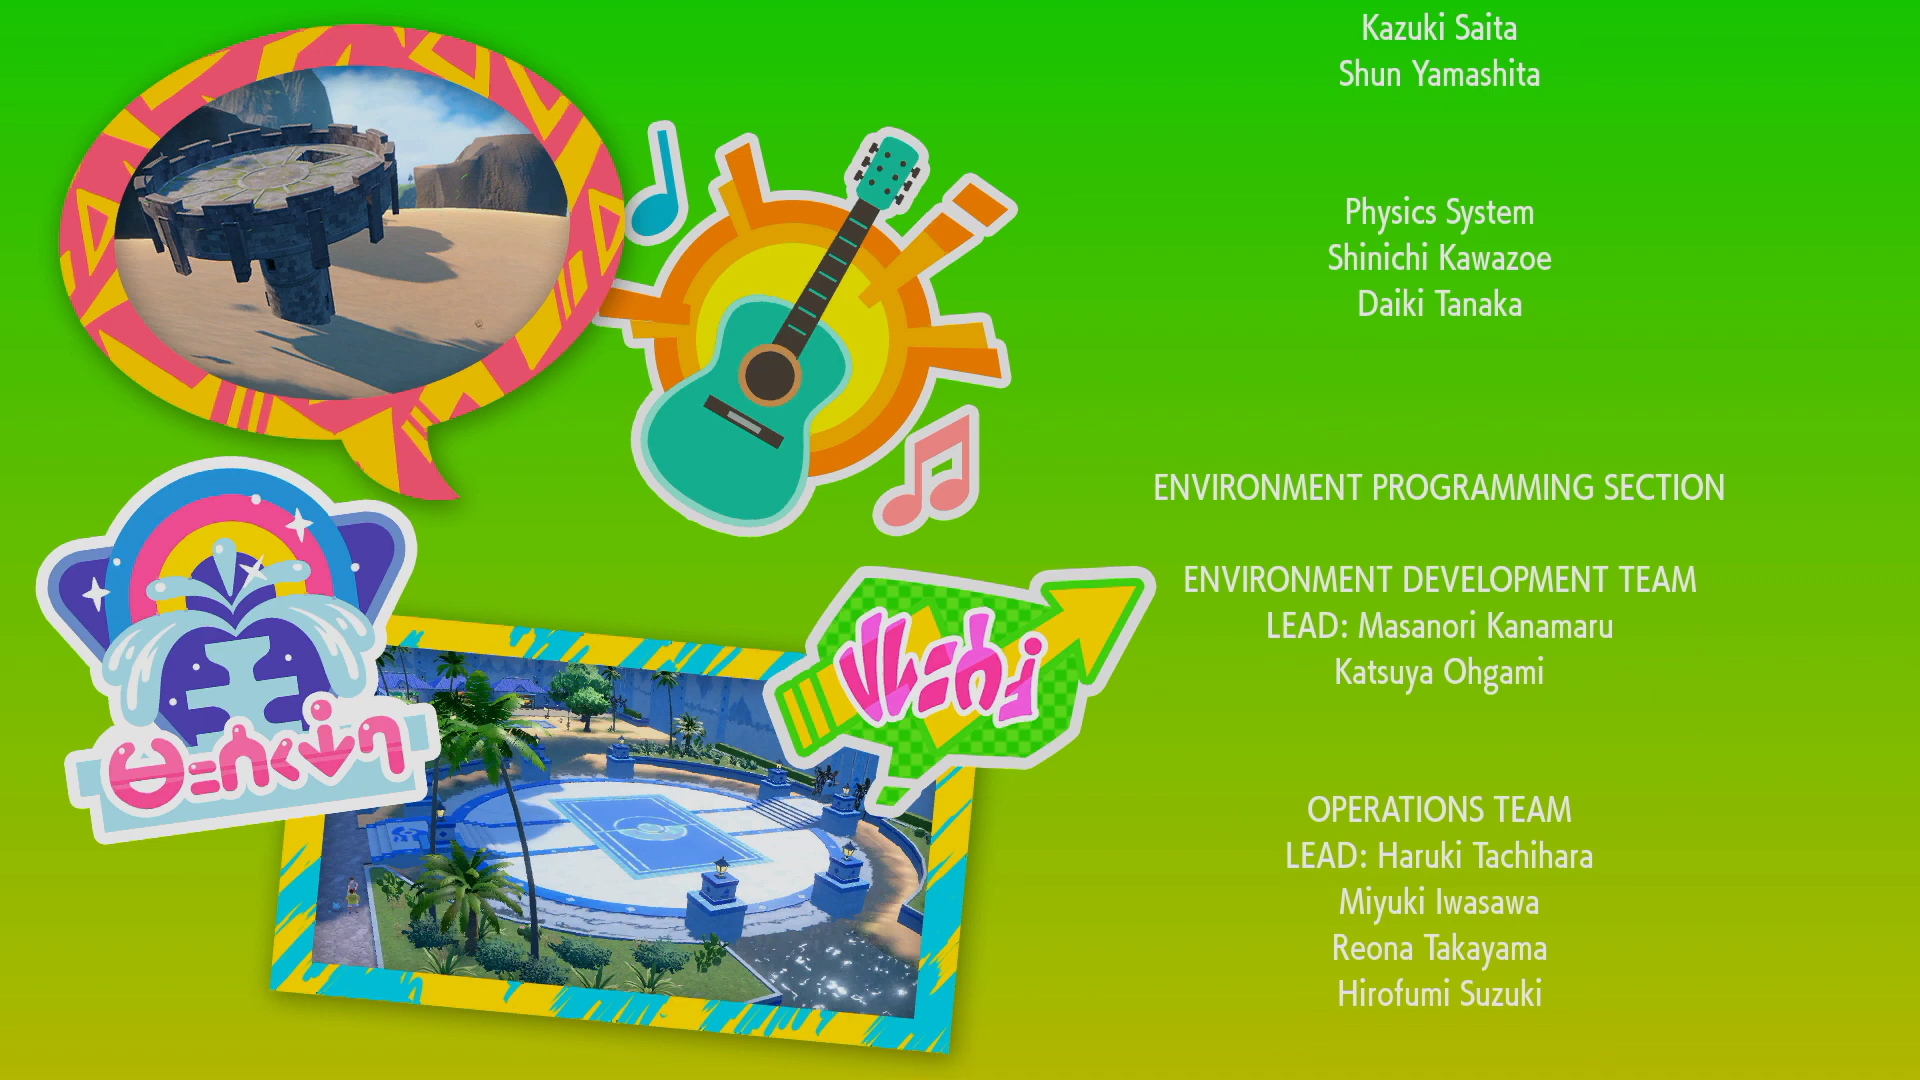 Kazuki Saita
Shun Yamashita
Physics System
Shinichi Kawazoe
Daiki Tanaka
ENVIRONMENT PROGRAMMING SECTION
ENVIRONMENT DEVELOPMENT TEAM
LEAD: Masanori Kanamaru
Katsuya Ohgami
OPERATIONS TEAM
LEAD: Haruki Tachihara
Miyuki Iwasawa
Reona Takayama
Hirofumi Suzuki